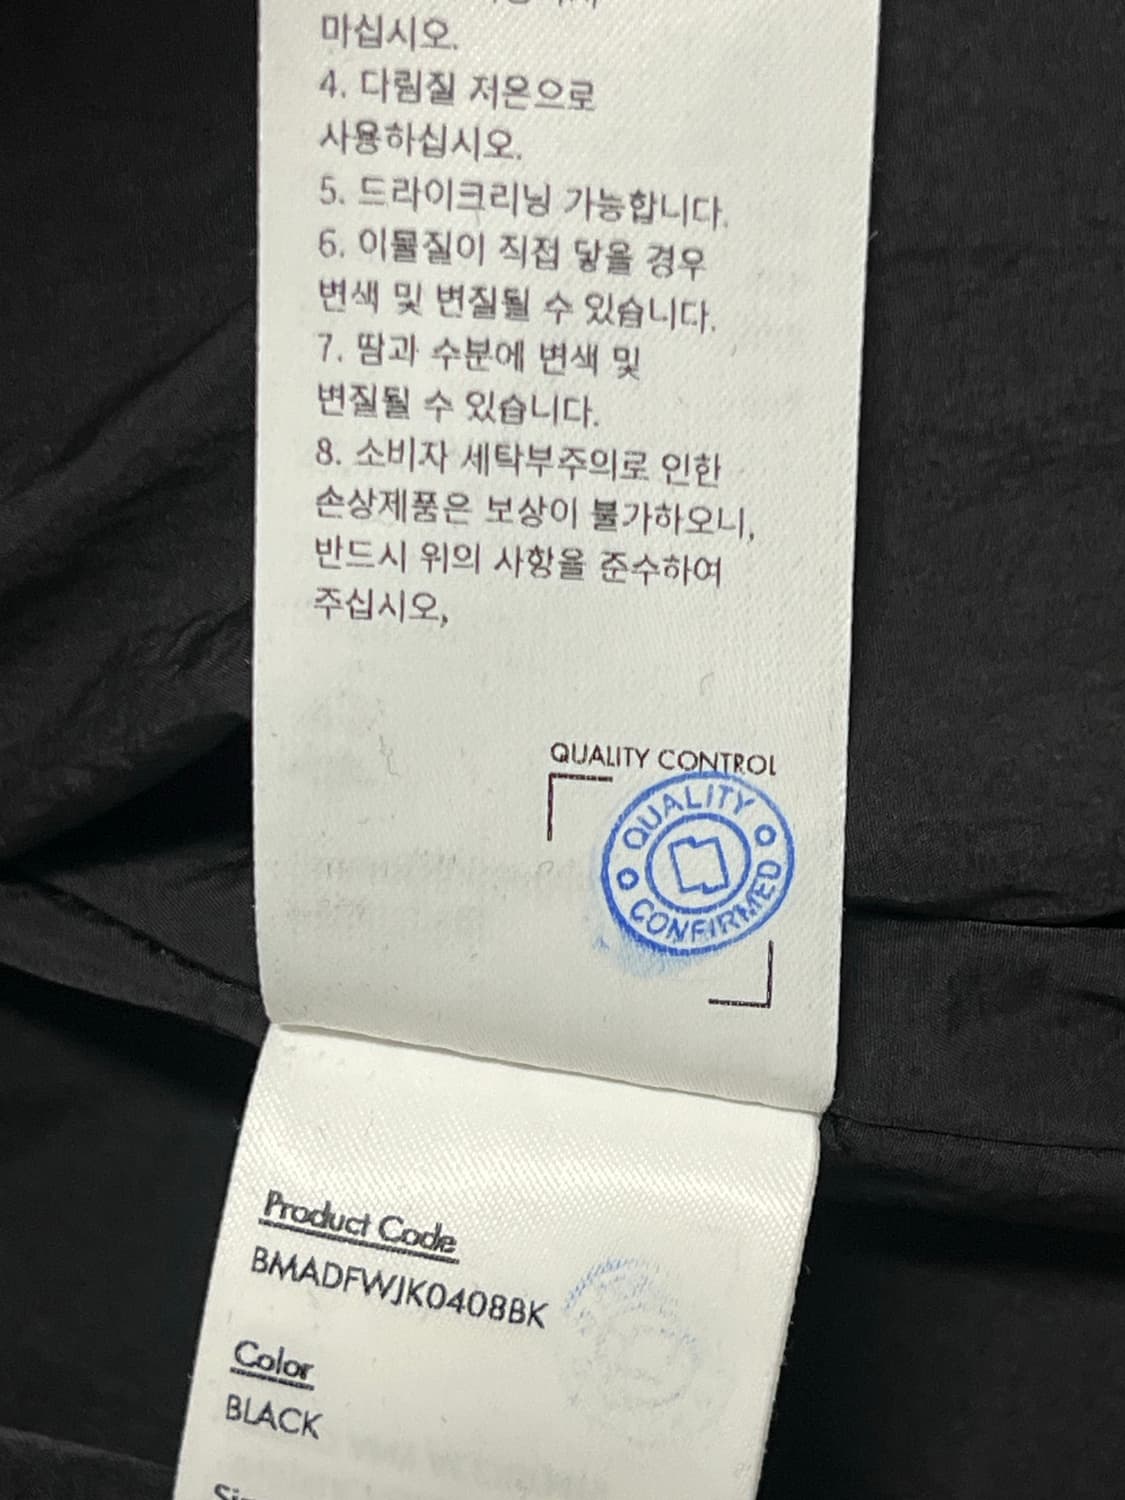 마십시오.
4. 다림질 저온으로
사용하십시오.
5. 드라이크리닝 가능합니다.
6. 이물질이 직접 닿을 경우
변색 및 변질될 수 있습니다.
7. 땀과 수분에 변색 및
변질될 수 있습니다.
8. 소비자 세탁부주의로 인한
손상제품은 보상이 불가하오니,
반드시 위의 사항을 준수하여
주십시오,
QUALITY CONTROL
QUALITY
CONFIRMED
Product Code
BMADFWJK0408BK
Color
BLACK